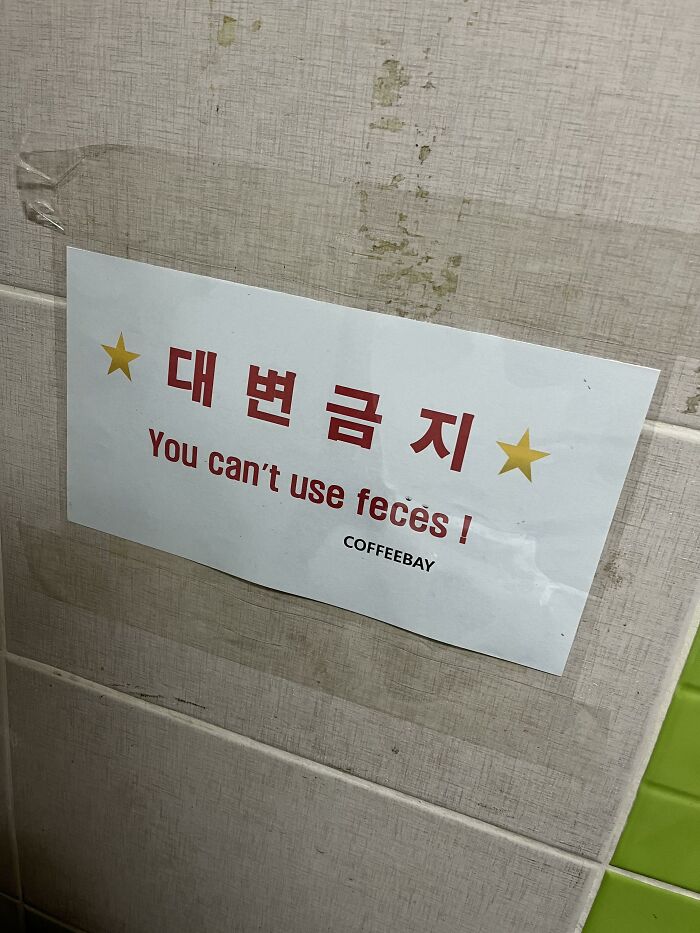 ★ 대변금지 ★
You can't use feces !
COFFEEBAY